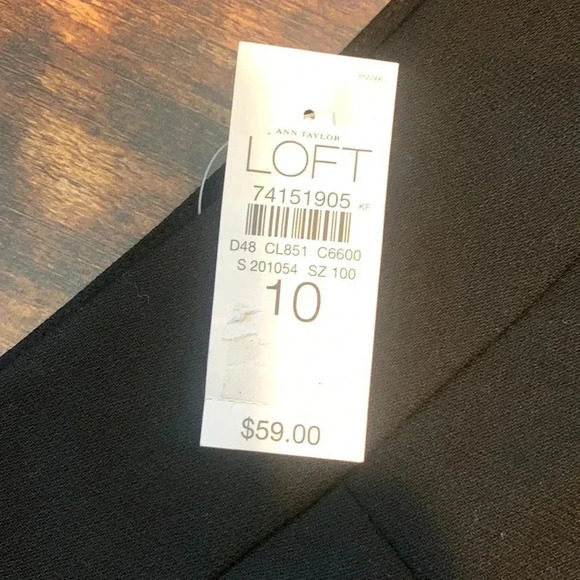 ANN TAYLOR
LOFT
74151905 KF
D48 CL851 C6600
S 201054 SZ 100
10
$59.00